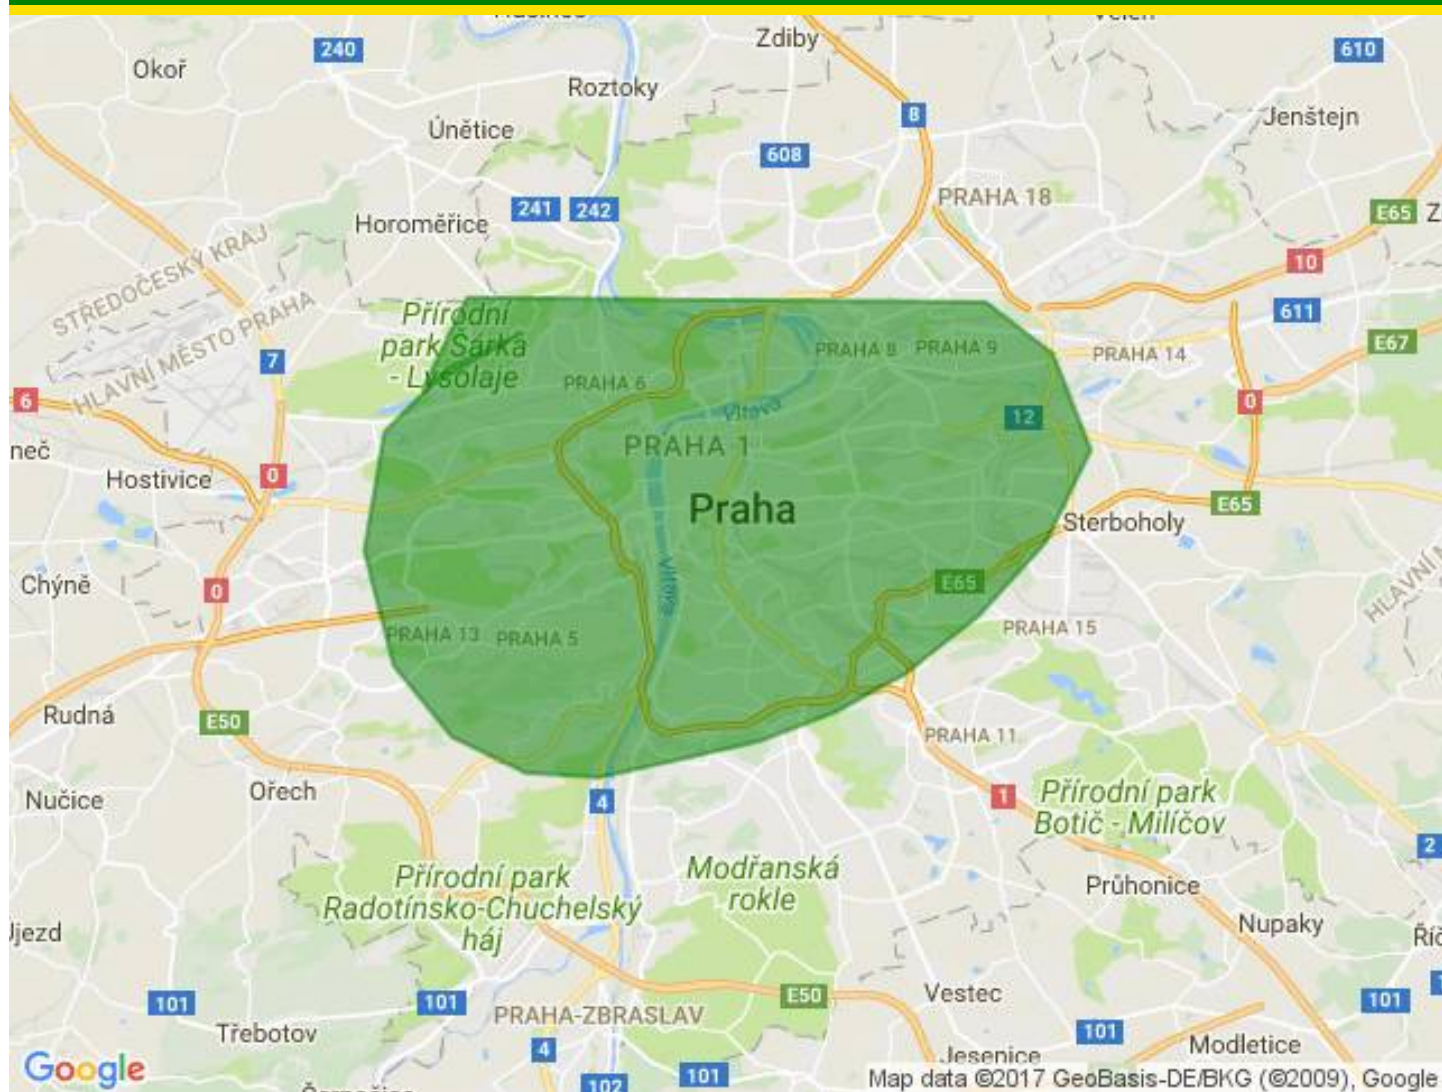 Zdiby
240
610
Okoř
Roztoky
8
Jenštejn
Únětice
608
PRAHA 18
241
242
E65
Horoměřice
STŘEDOČESKÝ KRAJ
10
HLAVNÍ MĚSTO PRAHA
Přírodní
park Šárka
- Lysolaje
611
E67
7
PRAHA 8
PRAHA 9
PRAHA 14
PRAHA 6
6
0
Vltava
12
PRAHA 1
Hostivice
0
Praha
E65
Sterboholy
Chýně
0
Vltava
E65
PRAHA 13
PRAHA 5
PRAHA 15
Rudná
E50
PRAHA 11
Nučice
Ořech
4
1
Přírodní park
Botič - Milíčov
2
Přírodní park
Radotínsko-Chuchelský
háj
Modřanská
rokle
Průhonice
Nupaky
101
101
PRAHA-ZBRASLAV
E50
Vestec
101
Třebotov
101
4
Jesenice
Modletice
Google
102
101
Map data ©2017 GeoBasis-DE/BKG (©2009), Google